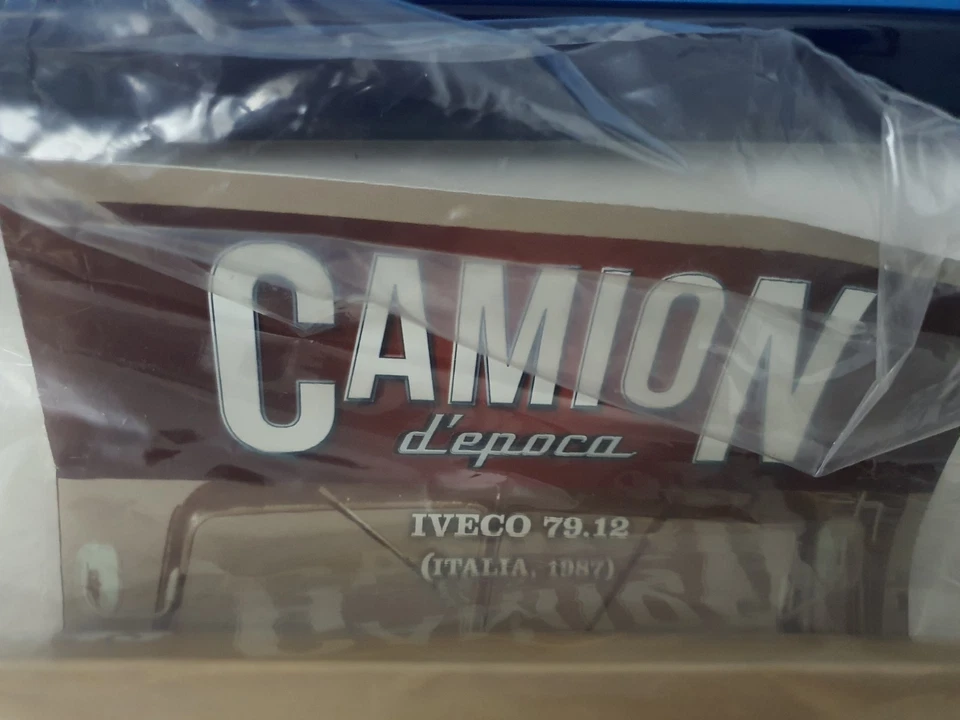 CAMION
d'epoca
IVECO 79.12
(ITALIA, 1987)